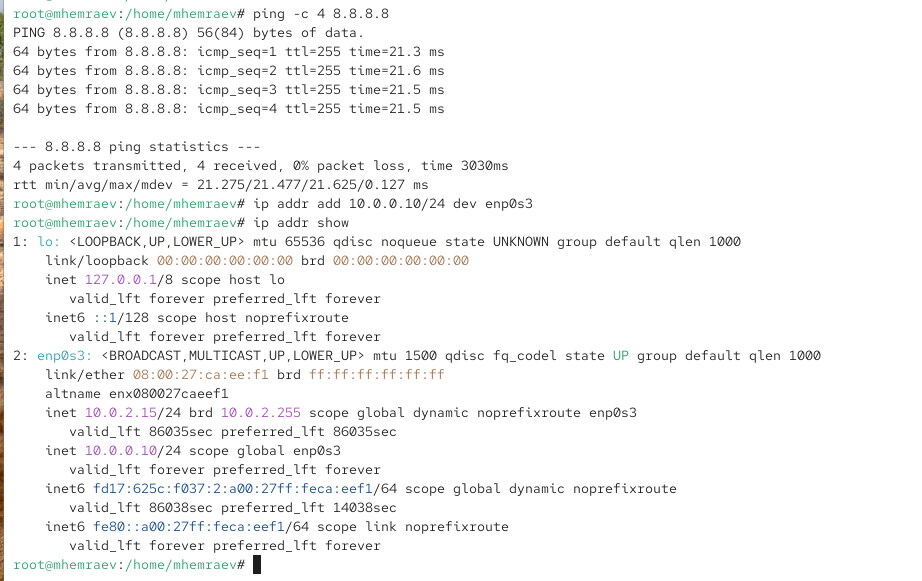 root@mhemraev:/home/mhemraev# ping -c 4 8.8.8.8
PING 8.8.8.8 (8.8.8.8) 56(84) bytes of data.
64 bytes from 8.8.8.8: icmp_seq=1 ttl=255 time=21.3 ms
64 bytes from 8.8.8.8: icmp_seq=2 ttl=255 time=21.6 ms
64 bytes from 8.8.8.8: icmp_seq=3 ttl=255 time=21.5 ms
64 bytes from 8.8.8.8: icmp_seq=4 ttl=255 time=21.5 ms

--- 8.8.8.8 ping statistics ---
4 packets transmitted, 4 received, 0% packet loss, time 3030ms
rtt min/avg/max/mdev = 21.275/21.477/21.625/0.127 ms
root@mhemraev:/home/mhemraev# ip addr add 10.0.0.10/24 dev enp0s3
root@mhemraev:/home/mhemraev# ip addr show
1: lo: <LOOPBACK,UP,LOWER_UP> mtu 65536 qdisc noqueue state UNKNOWN group default qlen 1000
    link/loopback 00:00:00:00:00:00 brd 00:00:00:00:00:00
    inet 127.0.0.1/8 scope host lo
       valid_lft forever preferred_lft forever
    inet6 ::1/128 scope host noprefixroute
       valid_lft forever preferred_lft forever
2: enp0s3: <BROADCAST,MULTICAST,UP,LOWER_UP> mtu 1500 qdisc fq_codel state UP group default qlen 1000
    link/ether 08:00:27:ca:ee:f1 brd ff:ff:ff:ff:ff:ff
    altname enx080027caeef1
    inet 10.0.2.15/24 brd 10.0.2.255 scope global dynamic noprefixroute enp0s3
       valid_lft 86035sec preferred_lft 86035sec
    inet 10.0.0.10/24 scope global enp0s3
       valid_lft forever preferred_lft forever
    inet6 fd17:625c:f037:2:a00:27ff:feca:eef1/64 scope global dynamic noprefixroute
       valid_lft 86038sec preferred_lft 14038sec
    inet6 fe80::a00:27ff:feca:eef1/64 scope link noprefixroute
       valid_lft forever preferred_lft forever
root@mhemraev:/home/mhemraev#